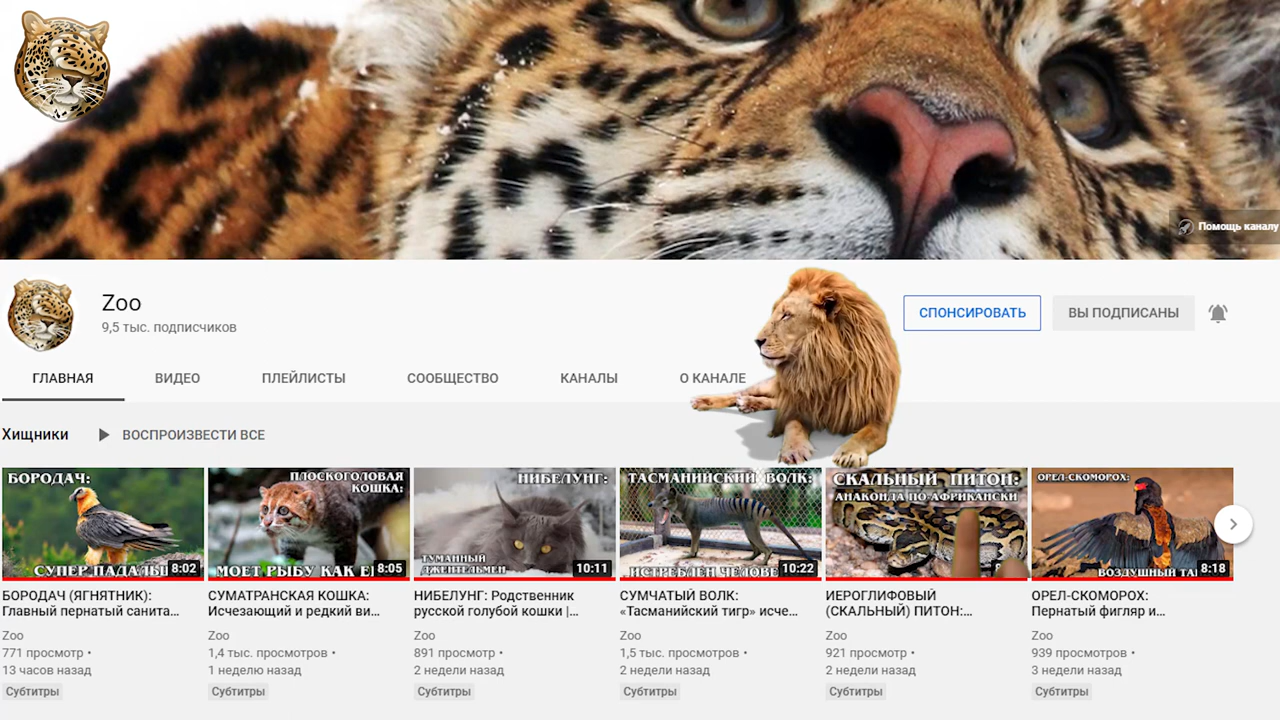 Помощь каналу
Zoo
9,5 тыс. подписчиков
СПОНСИРОВАТЬ
ВЫ ПОДПИСАНЫ
ГЛАВНАЯ
ВИДЕО
ПЛЕЙЛИСТЫ
СООБЩЕСТВО
КАНАЛЫ
О КАНАЛЕ
Хищники
ВОСПРОИЗВЕСТИ ВСЕ
БОРОДАЧ:
8:02
БОРОДАЧ (ЯГНЯТНИК):
Главный пернатый санита...
Zoo
771 просмотр •
13 часов назад
Субтитры
ПЛОСКОГОЛОВАЯ
КОШКА:
МОЕТ РЫБУ КАК
8:05
СУМАТРАНСКАЯ КОШКА:
Исчезающий и редкий ви...
Zoo
1,4 тыс. просмотров •
1 неделю назад
Субтитры
НИБЕЛУНГ:
ТУМАННЫЙ
ДЖЕНТЕЛЬМЕН
10:11
НИБЕЛУНГ: Родственник
русской голубой кошки |...
Zoo
891 просмотр •
2 недели назад
Субтитры
ТАСМАНИЙСКИЙ ВОЛК:
ИСТРЕБЛЕН ЧЕЛОВЕ
10:22
СУМЧАТЫЙ ВОЛК:
«Тасманийский тигр» исче...
Zoo
1,5 тыс. просмотров •
2 недели назад
Субтитры
СКАЛЬНЫЙ ПИТОН:
АНАКОНДА ПО-АФРИКАНСКИ
ИЕРОГЛИФОВЫЙ
(СКАЛЬНЫЙ) ПИТОН:...
Zoo
921 просмотр •
2 недели назад
Субтитры
ОРЕЛ-СКОМОРОХ:
ВОЗДУШНЫЙ
8:18
ОРЕЛ-СКОМОРОХ:
Пернатый фигляр и...
Zoo
939 просмотров •
3 недели назад
Субтитры